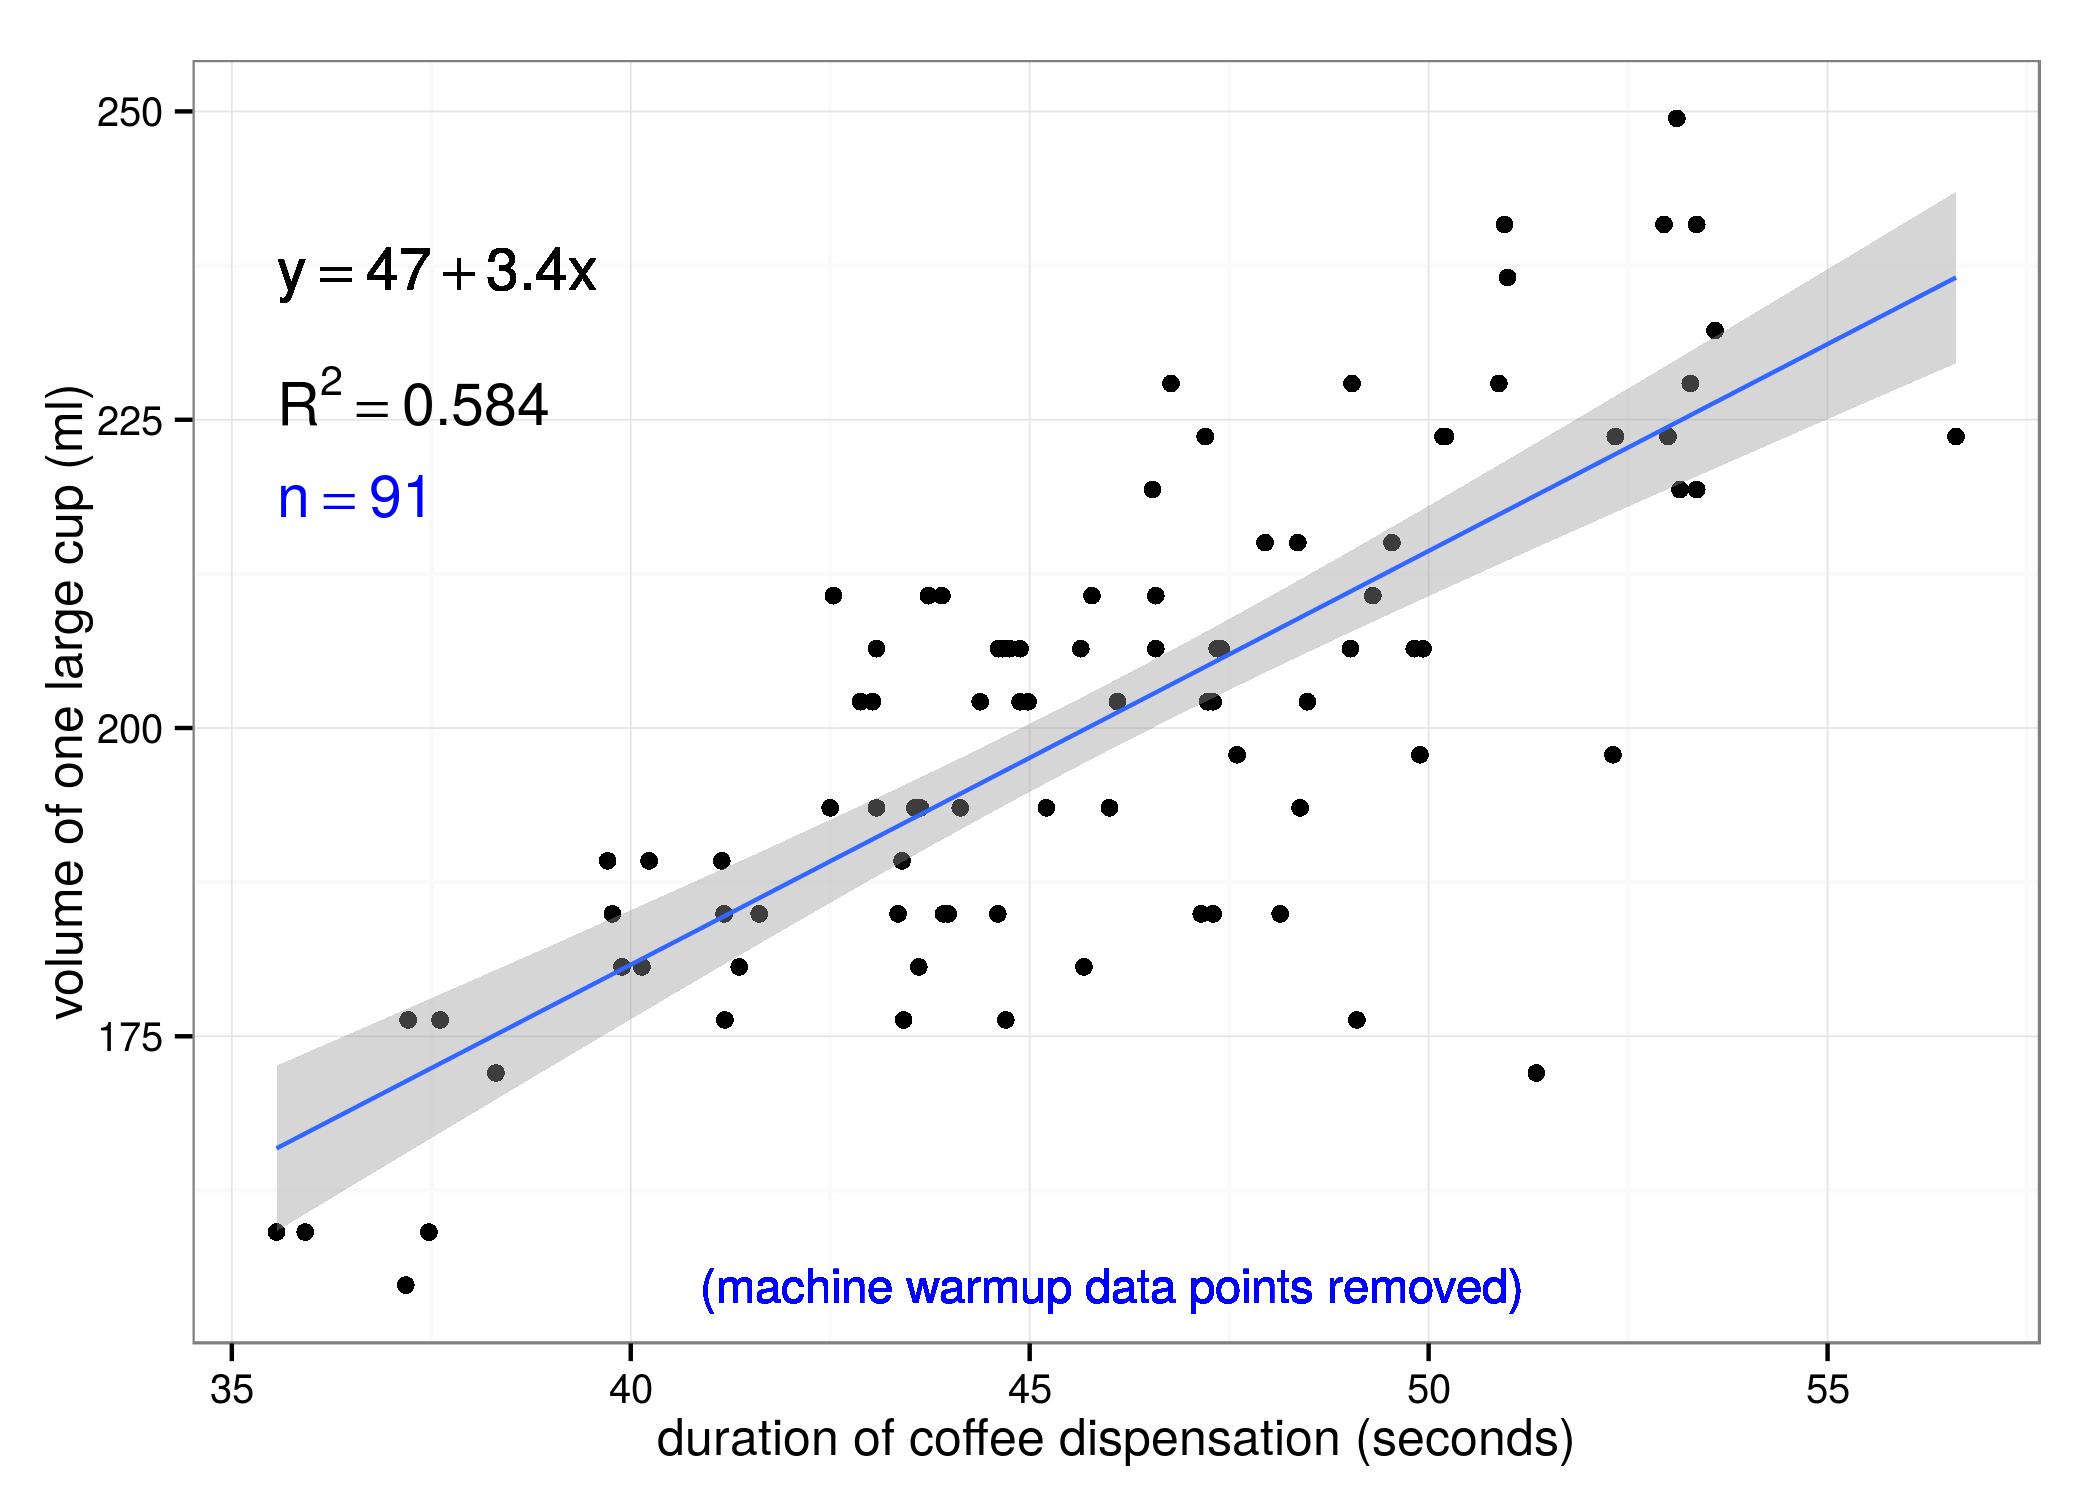 250
225
200
175
volume of one large cup (ml)
y = 47 + 3.4x
R² = 0.584
n = 91
(machine warmup data points removed)
35 40 45 50 55
duration of coffee dispensation (seconds)